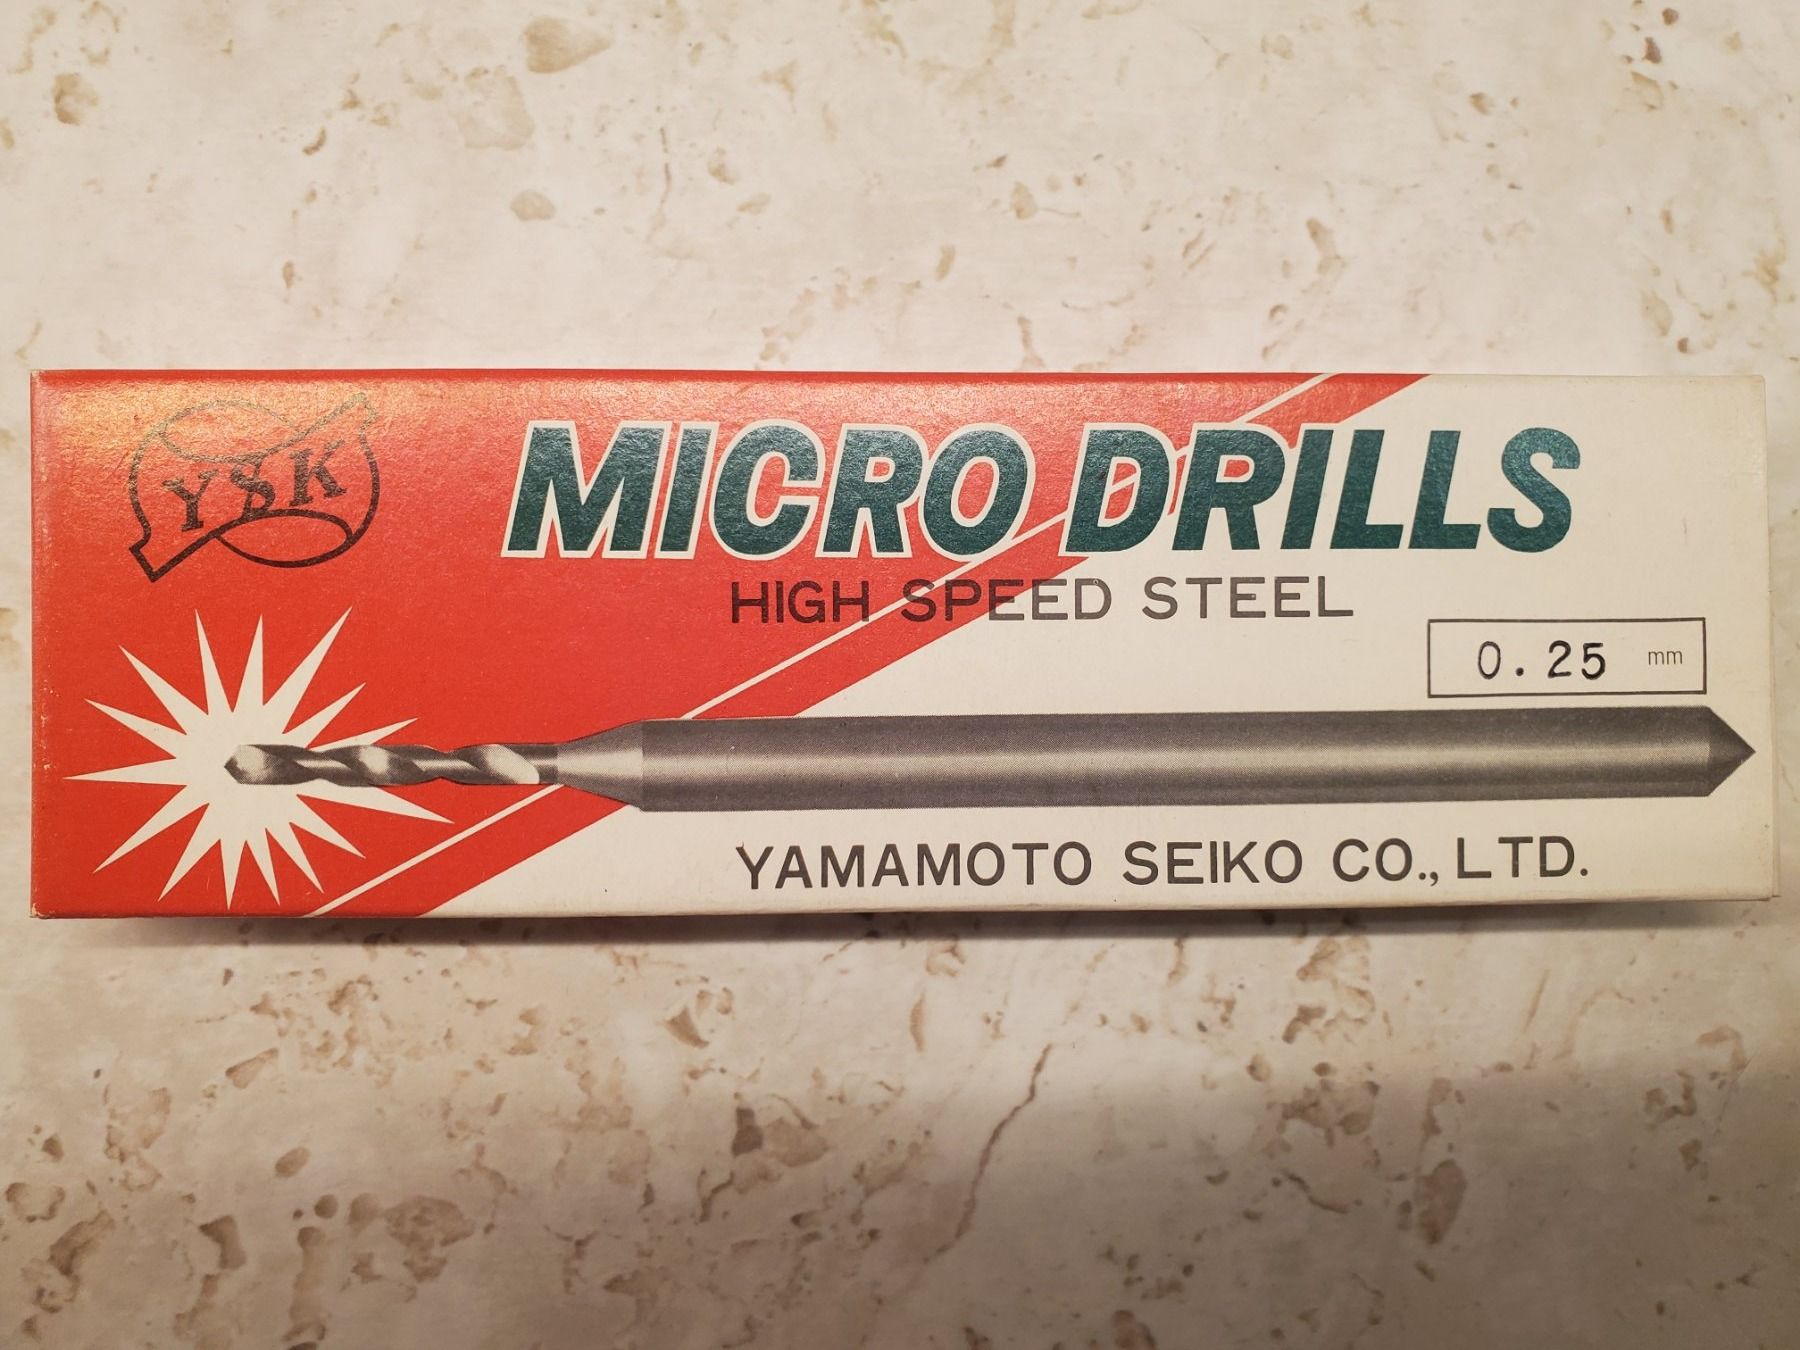 YSK
MICRO DRILLS
HIGH SPEED STEEL
0.25 mm
YAMAMOTO SEIKO CO., LTD.